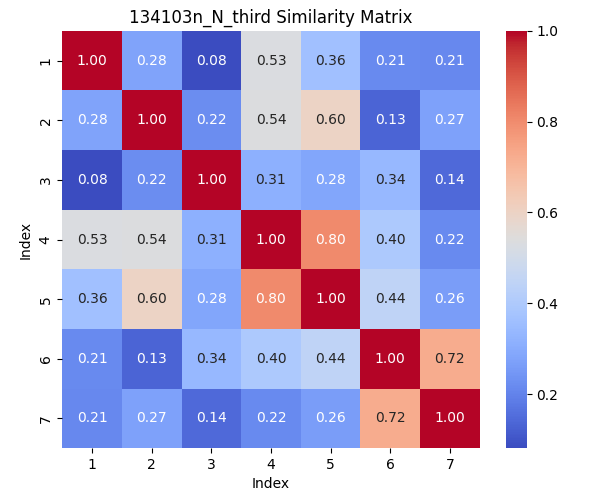 134103n_N_third Similarity Matrix
1 1.00 0.28 0.08 0.53 0.36 0.21 0.21
2 0.28 1.00 0.22 0.54 0.60 0.13 0.27
3 0.08 0.22 1.00 0.31 0.28 0.34 0.14
4 0.53 0.54 0.31 1.00 0.80 0.40 0.22
5 0.36 0.60 0.28 0.80 1.00 0.44 0.26
6 0.21 0.13 0.34 0.40 0.44 1.00 0.72
7 0.21 0.27 0.14 0.22 0.26 0.72 1.00
1 2 3 4 5 6 7
Index
Index
1.0
0.8
0.6
0.4
0.2